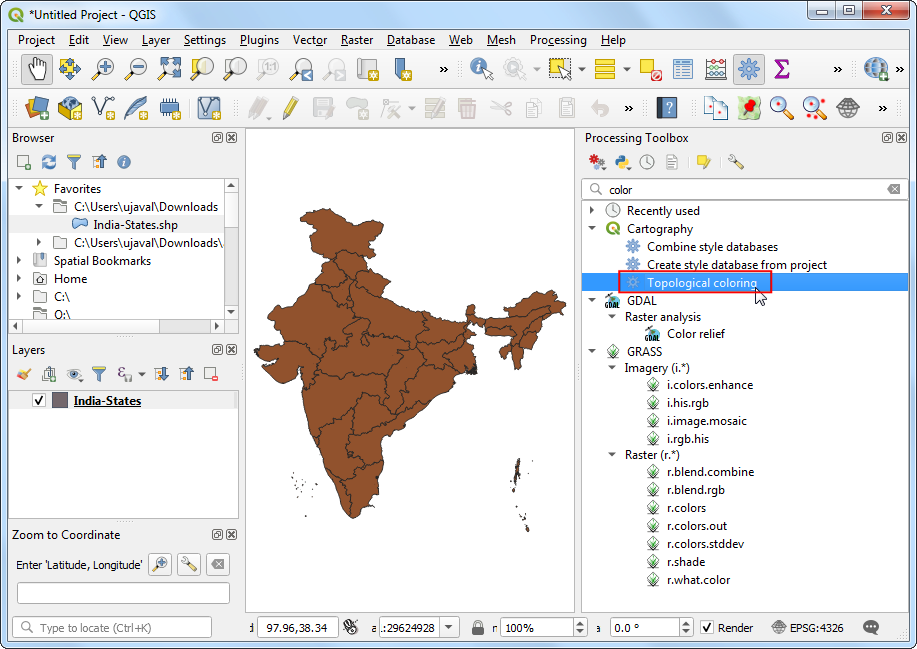 *Untitled Project - QGIS
Project Edit View Layer Settings Plugins Vector Raster Database Web Mesh Processing Help
1:1
»
»
»
»
?
»
Browser
Favorites
C:\Users\ujaval\Downloads
India-States.shp
C:\Users\ujaval\Downloads\
Spatial Bookmarks
Home
C:\
O:\
Layers
India-States
Zoom to Coordinate
Enter 'Latitude, Longitude'
Processing Toolbox
color
Recently used
Cartography
Combine style databases
Create style database from project
Topological coloring
GDAL
Raster analysis
GDAL Color relief
GRASS
Imagery (i.*)
i.colors.enhance
i.his.rgb
i.image.mosaic
i.rgb.his
Raster (r.*)
r.blend.combine
r.blend.rgb
r.colors
r.colors.out
r.colors.stddev
r.shade
r.what.color
Type to locate (Ctrl+K) 97.96,38.34 .:29624928 100% 0.0 ° Render EPSG:4326